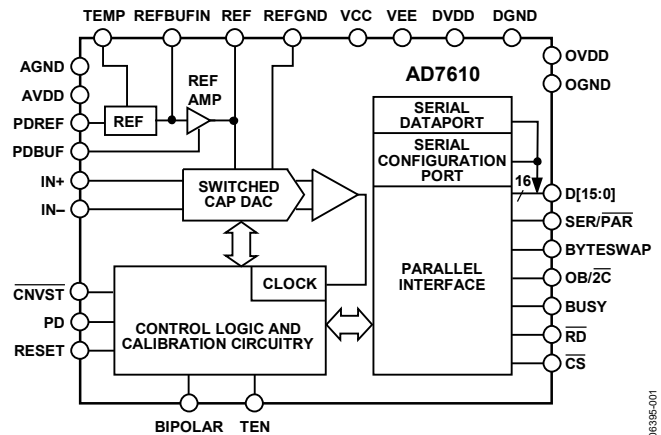 TEMP REFBUFIN REF REFGND VCC VEE DVDD DGND
AGND
AVDD
PDREF
PDBUF
IN+
IN–
CNVST
PD
RESET
REF
REF
AMP
SWITCHED
CAP DAC
CLOCK
CONTROL LOGIC AND
CALIBRATION CIRCUITRY
BIPOLAR TEN
AD7610
SERIAL
DATAPORT
SERIAL
CONFIGURATION
PORT
16
PARALLEL
INTERFACE
OVDD
OGND
D[15:0]
SER/PAR
BYTESWAP
OB/2C
BUSY
RD
CS
06395-001